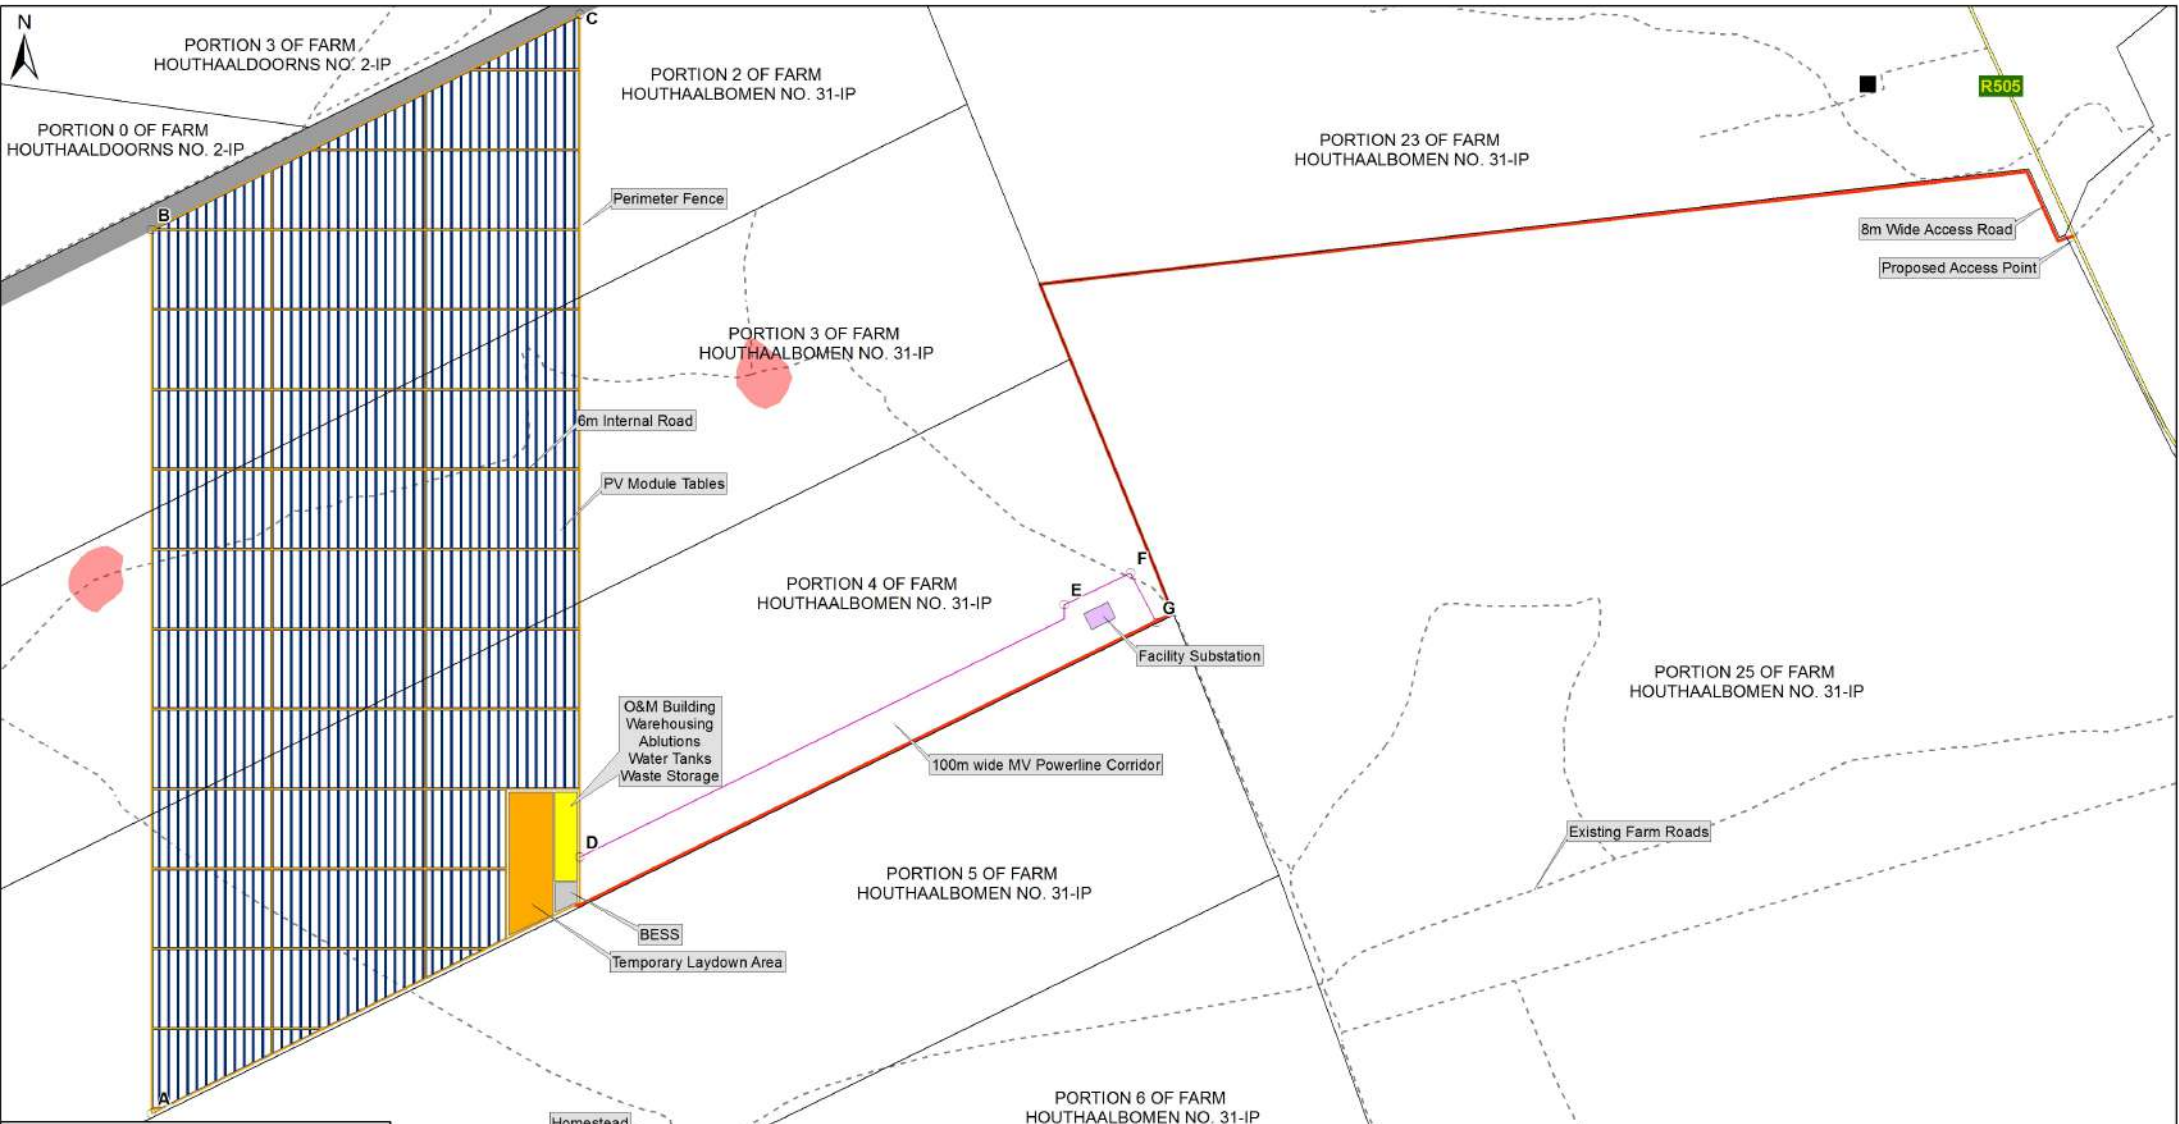 N
C
PORTION 3 OF FARM
HOUTHAALDOORNS NO. 2-IP
PORTION 2 OF FARM
HOUTHAALBOMEN NO. 31-IP
R505
PORTION 0 OF FARM
HOUTHAALDOORNS NO. 2-IP
PORTION 23 OF FARM
HOUTHAALBOMEN NO. 31-IP
Perimeter Fence
B
8m Wide Access Road
Proposed Access Point
PORTION 3 OF FARM
HOUTHAALBOMEN NO. 31-IP
6m Internal Road
PV Module Tables
F
E
PORTION 4 OF FARM
HOUTHAALBOMEN NO. 31-IP
G
Facility Substation
PORTION 25 OF FARM
HOUTHAALBOMEN NO. 31-IP
O&M Building
Warehousing
Ablutions
Water Tanks
Waste Storage
100m wide MV Powerline Corridor
D
Existing Farm Roads
PORTION 5 OF FARM
HOUTHAALBOMEN NO. 31-IP
BESS
Temporary Laydown Area
A
PORTION 6 OF FARM
HOUTHAALBOMEN NO. 31-IP
Homestead